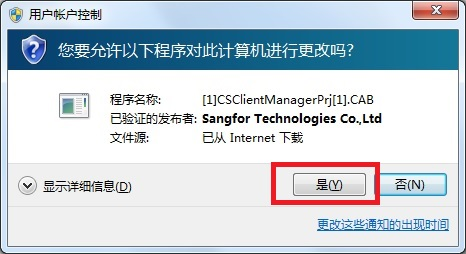 用户帐户控制
您要允许以下程序对此计算机进行更改吗？
程序名称: [1]CSClientManagerPrj[1].CAB
已验证的发布者: Sangfor Technologies Co.,Ltd
文件源: 已从 Internet 下载
显示详细信息(D) 是(Y) 否(N)
更改这些通知的出现时间